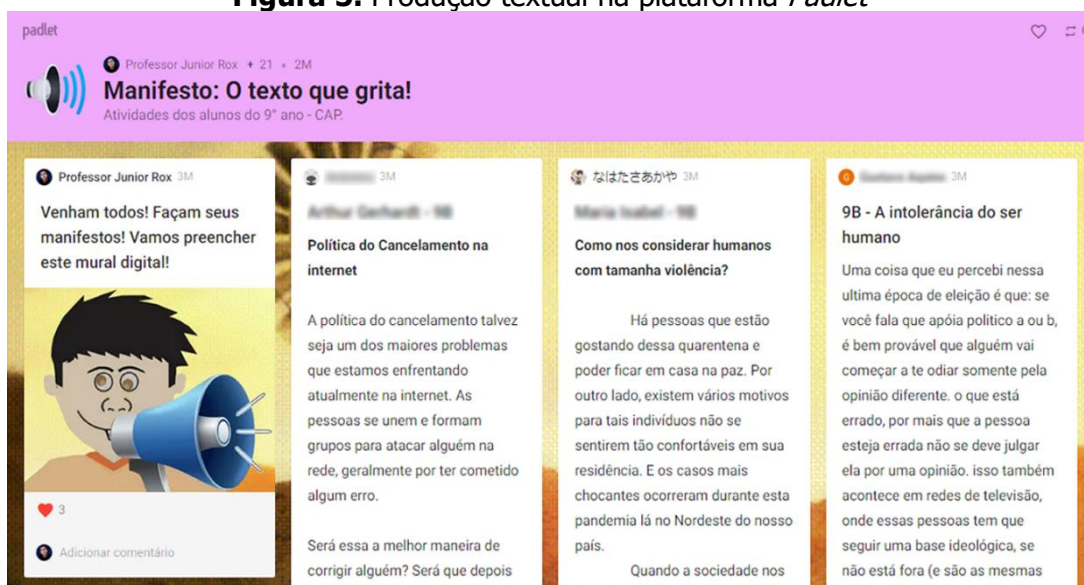 Figura 3. Produção textual na plataforma Padlet
padlet
Professor Junior Rox + 21 • 2M
Manifesto: O texto que grita!
Atividades dos alunos do 9° ano - CAP.
Professor Junior Rox 3M
Venham todos! Façam seus
manifestos! Vamos preencher
este mural digital!
3
Adicionar comentário
3M
Política do Cancelamento na
internet
A política do cancelamento talvez
seja um dos maiores problemas
que estamos enfrentando
atualmente na internet. As
pessoas se unem e formam
grupos para atacar alguém na
rede, geralmente por ter cometido
algum erro.
Será essa a melhor maneira de
corrigir alguém? Será que depois
なはたさあかや 3M
Como nos considerar humanos
com tamanha violência?
Há pessoas que estão
gostando dessa quarentena e
poder ficar em casa na paz. Por
outro lado, existem vários motivos
para tais indivíduos não se
sentirem tão confortáveis em sua
residência. E os casos mais
chocantes ocorreram durante esta
pandemia lá no Nordeste do nosso
país.
Quando a sociedade nos
G 3M
9B - A intolerância do ser
humano
Uma coisa que eu percebi nessa
ultima época de eleição é que: se
você fala que apóia politico a ou b,
é bem provável que alguém vai
começar a te odiar somente pela
opinião diferente. o que está
errado, por mais que a pessoa
esteja errada não se deve julgar
ela por uma opinião. isso também
acontece em redes de televisão,
onde essas pessoas tem que
seguir uma base ideológica, se
não está fora (e são as mesmas